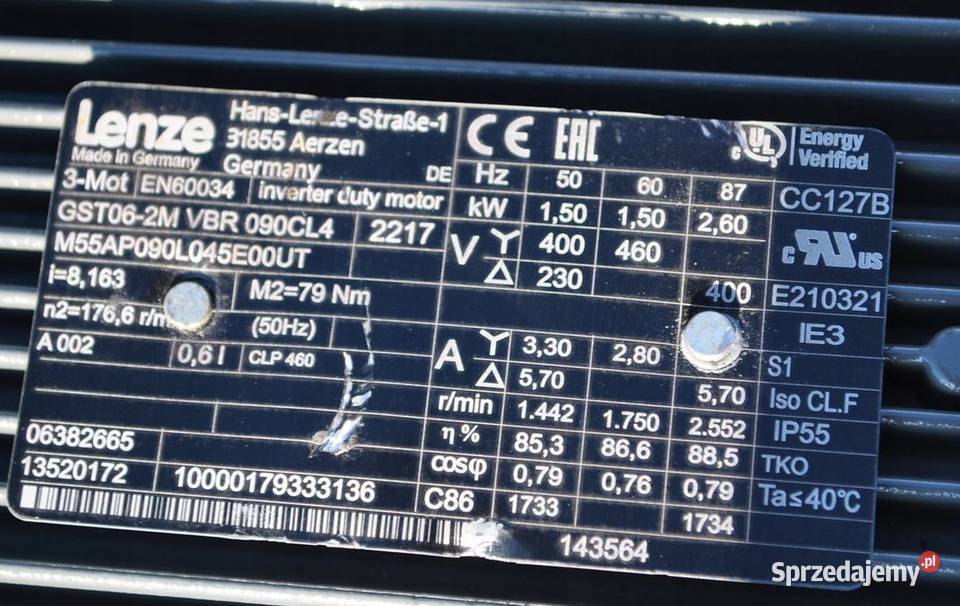 Lenze
Made in Germany
Hans-Lenze-Straße-1
31855 Aerzen
Germany
DE
CE EAC c UL Energy Verified
3-Mot EN60034 inverter duty motor
GST06-2M VBR 090CL4 2217
M55AP090L045E00UT
i=8,163 M2=79 Nm
n2=176,6 r/m (50Hz)
A 002 0,6 l CLP 460
06382665
13520172 10000179333136
Hz 50 60 87 CC127B
kW 1,50 1,50 2,60
V Y 400 460 c RU us
Δ 230 400 E210321
IE3
A Y 3,30 2,80 S1
Δ 5,70 5,70 Iso CL.F
r/min 1.442 1.750 2.552 IP55
η % 85,3 86,6 88,5 TKO
cosφ 0,79 0,76 0,79 Ta≤40°C
C86 1733 1734
143564
Sprzedajemy.pl